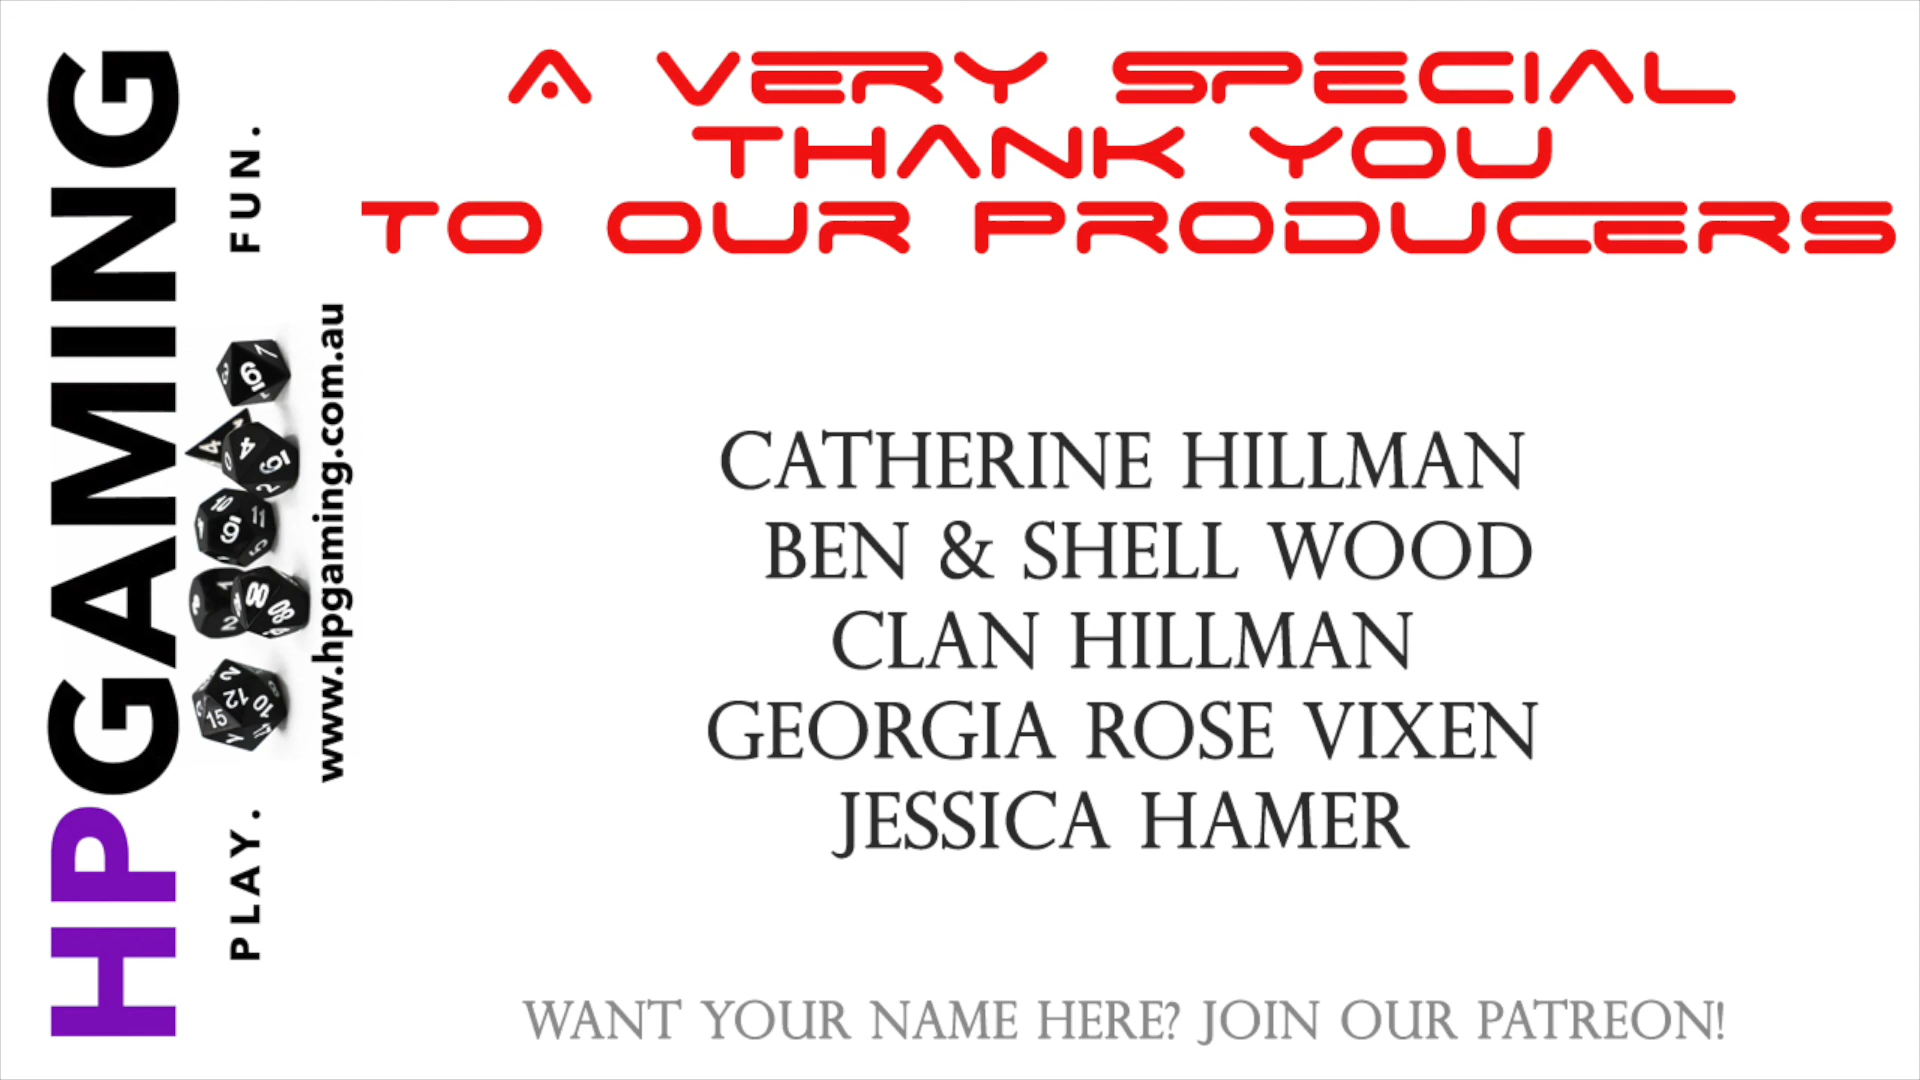 HPGAMING
PLAY. FUN.
www.hpgaming.com.au
A VERY SPECIAL
THANK YOU
TO OUR PRODUCERS
CATHERINE HILLMAN
BEN & SHELL WOOD
CLAN HILLMAN
GEORGIA ROSE VIXEN
JESSICA HAMER
WANT YOUR NAME HERE? JOIN OUR PATREON!